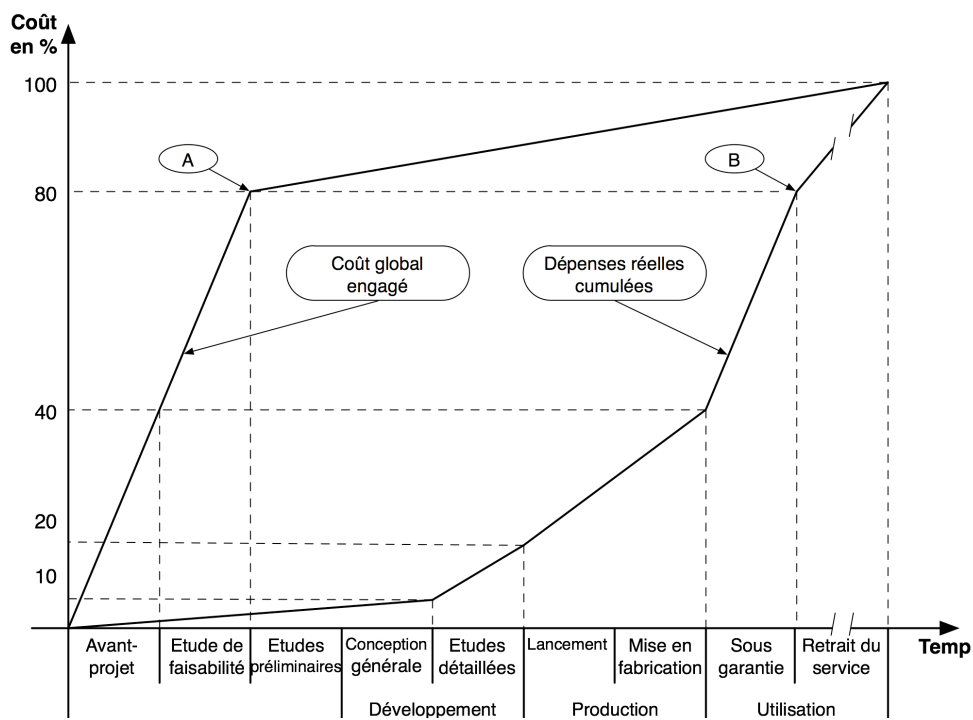 Coût
en %
100
A
B
80
Coût global
engagé
Dépenses réelles
cumulées
40
20
10
Avant-
projet
Etude de
faisabilité
Etudes
préliminaires
Conception
générale
Etudes
détaillées
Lancement
Mise en
fabrication
Sous
garantie
Retrait du
service
Temp
Développement
Production
Utilisation